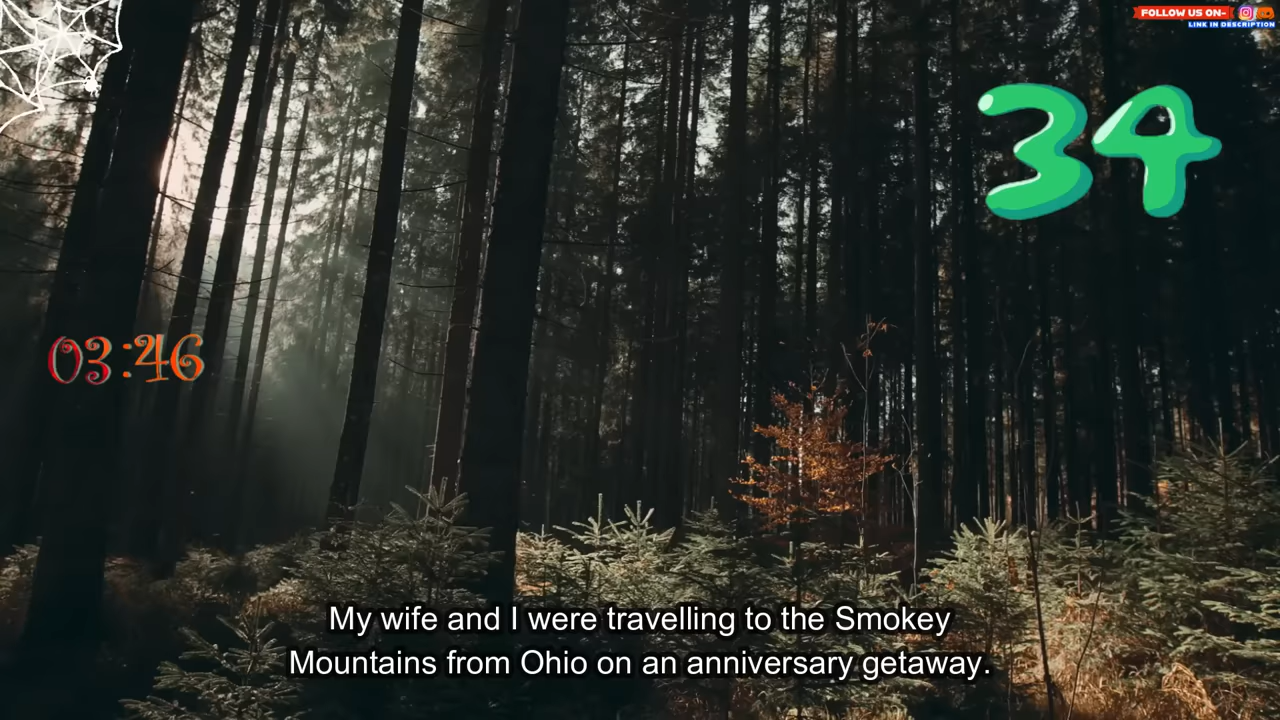 FOLLOW US ON-
LINK IN DESCRIPTION
34
03:46
My wife and I were travelling to the Smokey
Mountains from Ohio on an anniversary getaway.